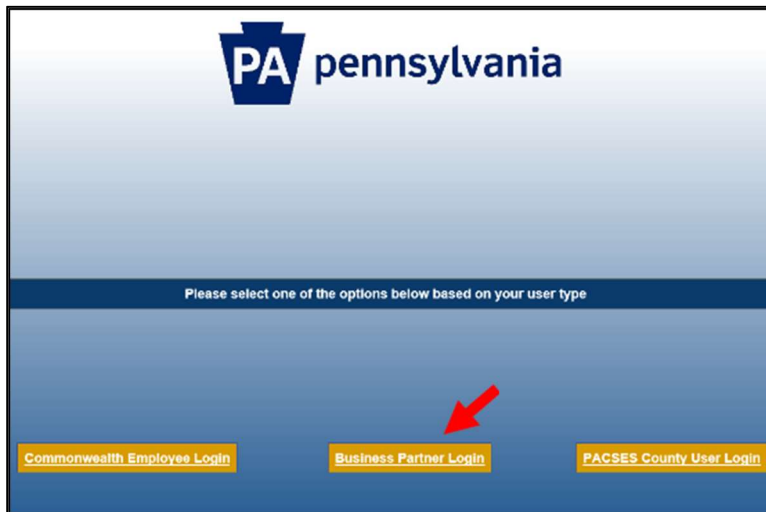 PA pennsylvania
Please select one of the options below based on your user type
Commonwealth Employee Login
Business Partner Login
PACSES County User Login